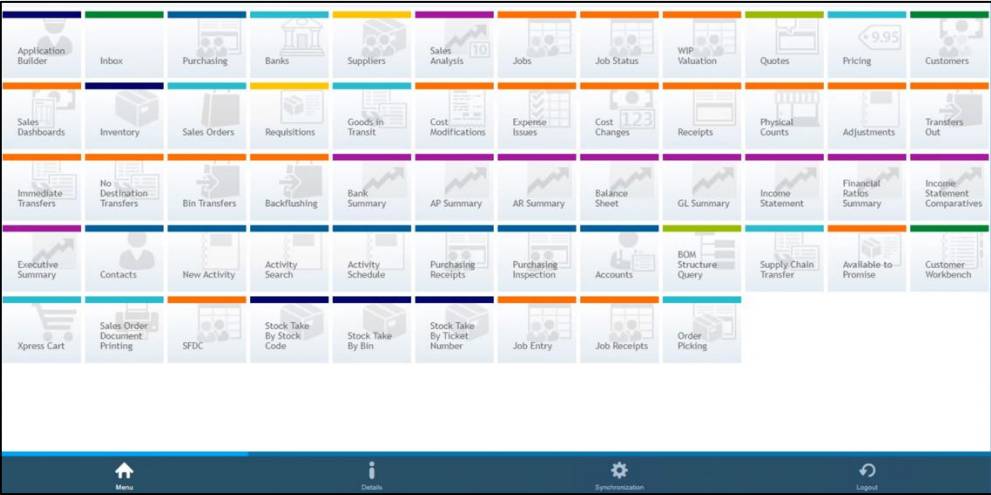 Application
Builder
Inbox
Purchasing
Banks
Suppliers
Sales
Analysis
10
Jobs
Job Status
WIP
Valuation
Quotes
9.95
Pricing
Customers
Sales
Dashboards
Inventory
Sales Orders
Requisitions
Goods in
Transit
Cost
Modifications
Expense
Issues
Cost
Changes
123
Receipts
Physical
Counts
Adjustments
Transfers
Out
Immediate
Transfers
No
Destination
Transfers
Bin Transfers
Backflushing
Bank
Summary
AP Summary
AR Summary
Balance
Sheet
GL Summary
Income
Statement
Financial
Ratios
Summary
Income
Statement
Comparatives
Executive
Summary
Contacts
New Activity
Activity
Search
Activity
Schedule
Purchasing
Receipts
Purchasing
Inspection
Accounts
BOM
Structure
Query
Supply Chain
Transfer
Available to
Promise
Customer
Workbench
Xpress Cart
Sales Order
Document
Printing
SFDC
Stock Take
By Stock
Code
Stock Take
By Bin
Stock Take
By Ticket
Number
Job Entry
Job Receipts
Order
Picking
Menu
Details
Synchronization
Logout